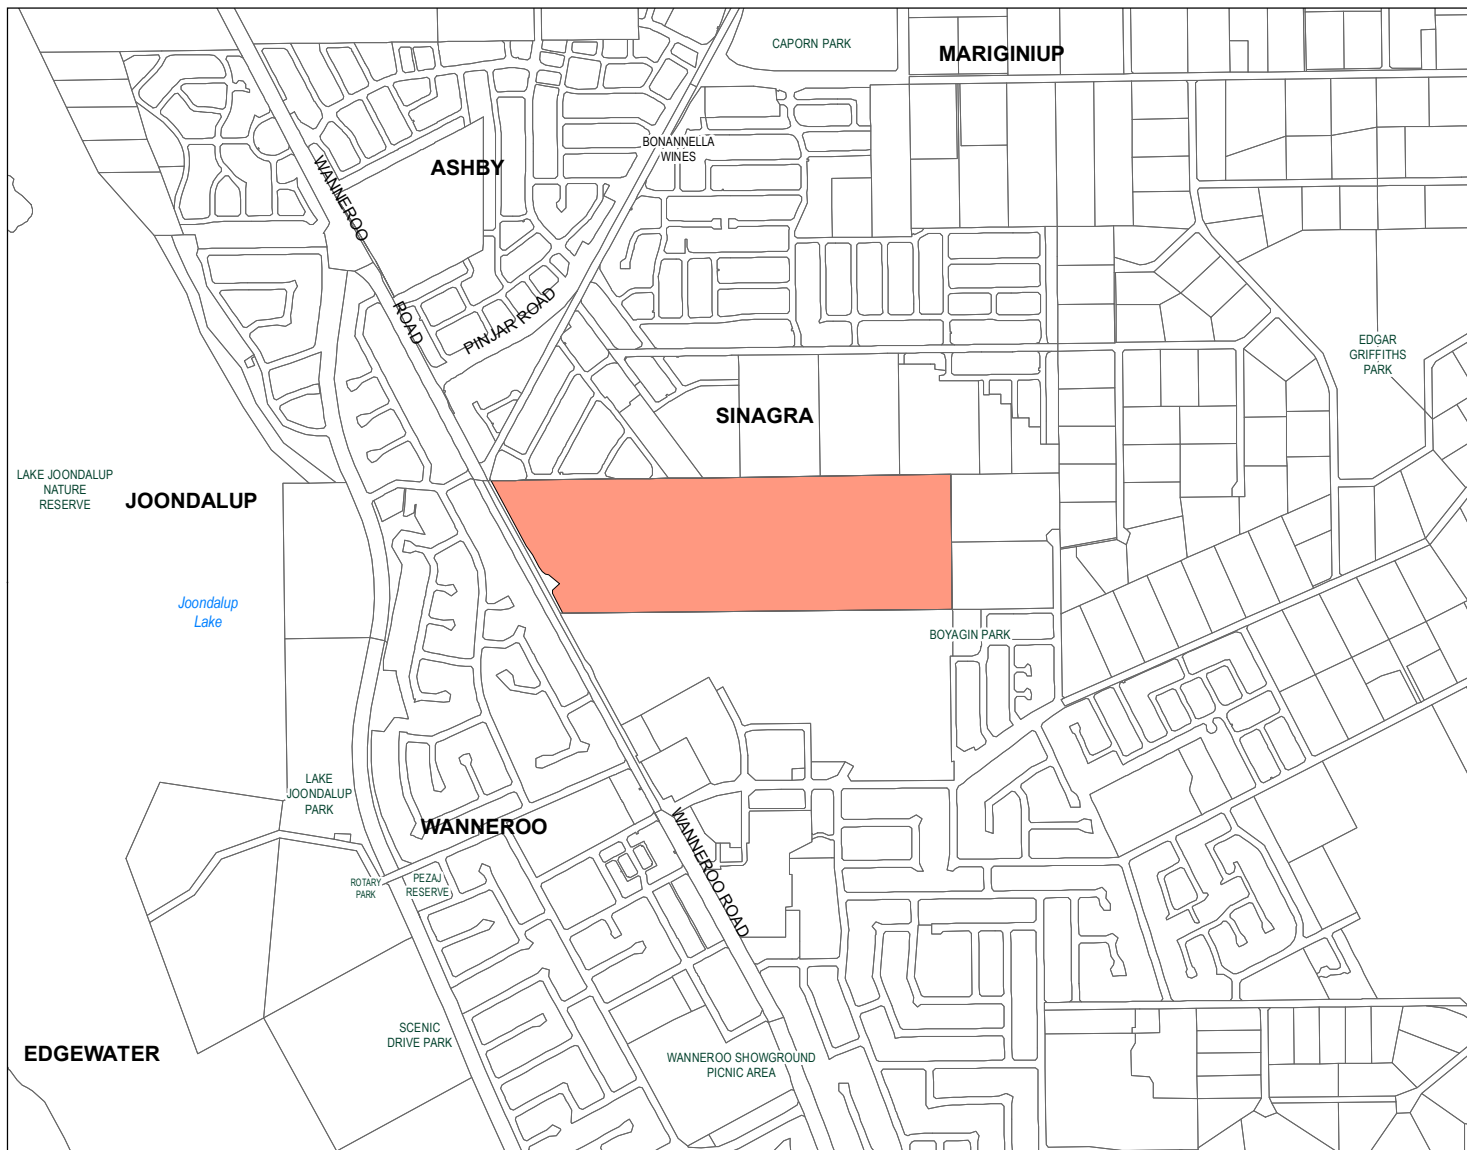 CAPORN PARK
MARIGINIUP
BONANNELLA
WINES
ASHBY
WANNEROO
ROAD
PINJAR ROAD
EDGAR
GRIFFITHS
PARK
SINAGRA
LAKE JOONDALUP
NATURE
RESERVE
JOONDALUP
Joondalup
Lake
BOYAGIN PARK
LAKE
JOONDALUP
PARK
WANNEROO
WANNEROO ROAD
ROTARY
PARK
PEZAJ
RESERVE
SCENIC
DRIVE PARK
EDGEWATER
WANNEROO SHOWGROUND
PICNIC AREA